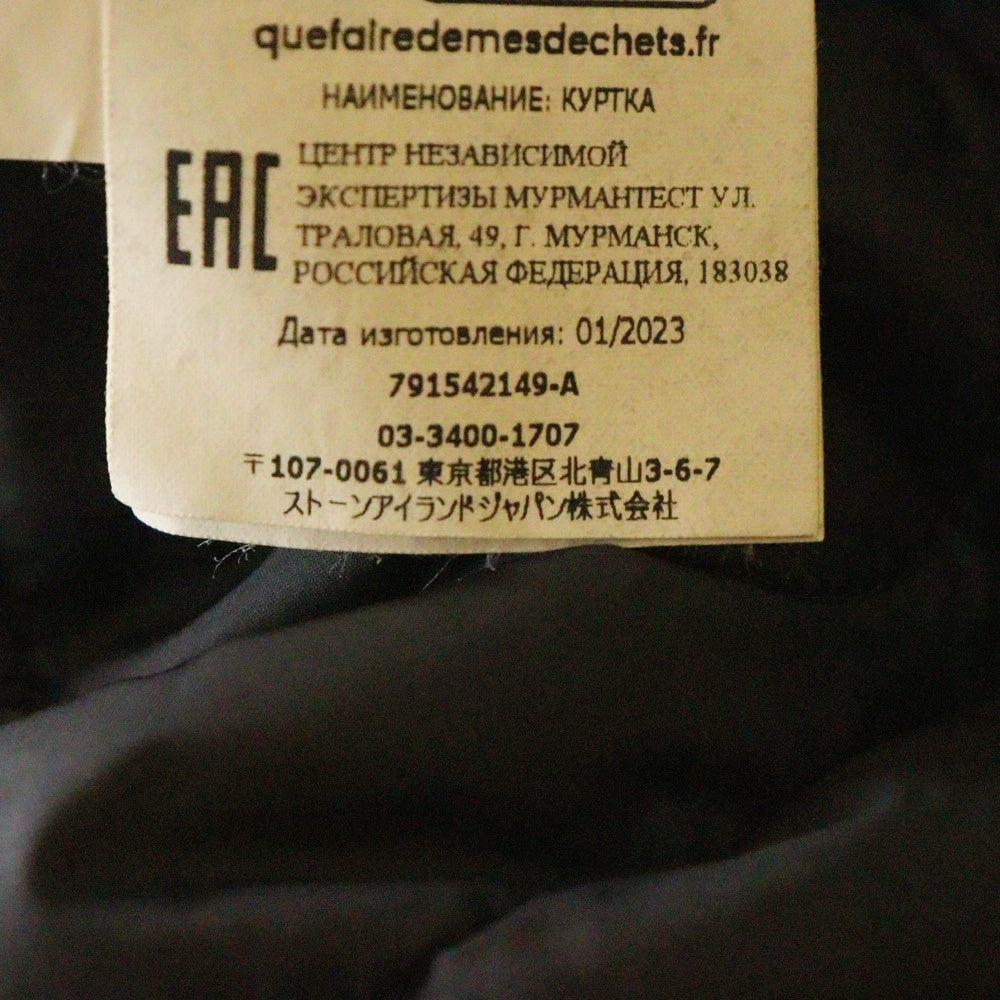 quefairedemesdechets.fr
НАИМЕНОВАНИЕ: КУРТКА
EAC
ЦЕНТР НЕЗАВИСИМОЙ
ЭКСПЕРТИЗЫ МУРМАНТЕСТ УЛ.
ТРАЛОВАЯ, 49, Г. МУРМАНСК,
РОССИЙСКАЯ ФЕДЕРАЦИЯ, 183038
Дата изготовления: 01/2023
791542149-A
03-3400-1707
〒107-0061 東京都港区北青山3-6-7
ストーンアイランドジャパン株式会社